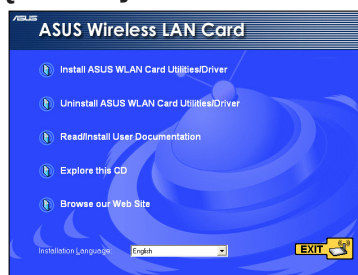 ASUS
ASUS Wireless LAN Card
Install ASUS WLAN Card Utilities/Driver
Uninstall ASUS WLAN Card Utilities/Driver
Read/Install User Documentation
Explore this CD
Browse our Web Site
Installation Language: English
EXIT